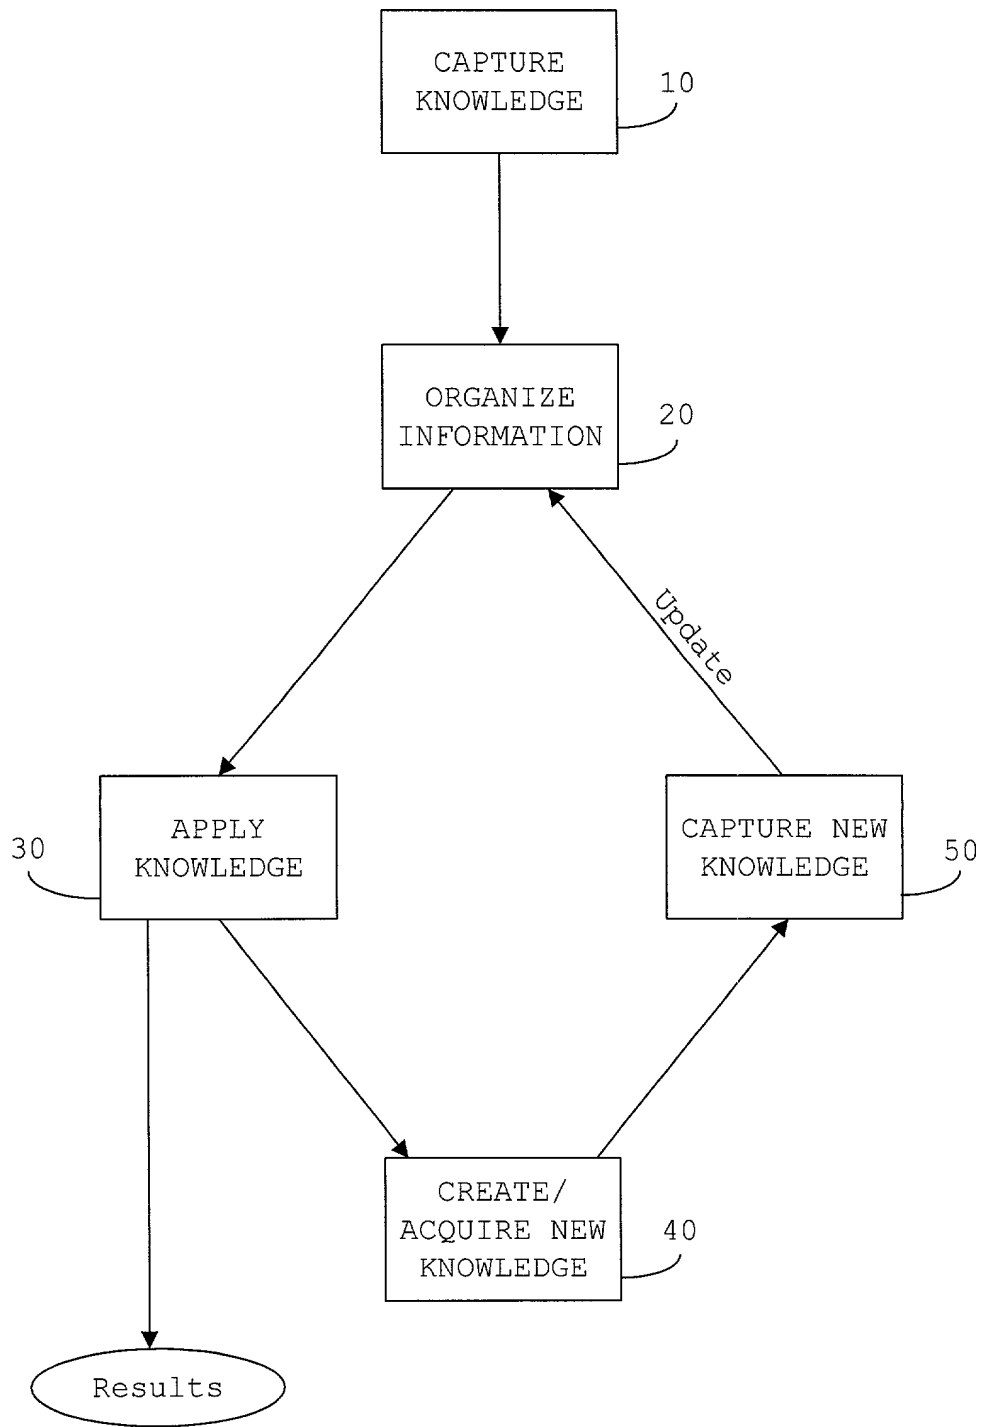 CAPTURE
KNOWLEDGE
10
ORGANIZE
INFORMATION
20
Update
APPLY
KNOWLEDGE
30
CAPTURE NEW
KNOWLEDGE
50
CREATE/
ACQUIRE NEW
KNOWLEDGE
40
Results